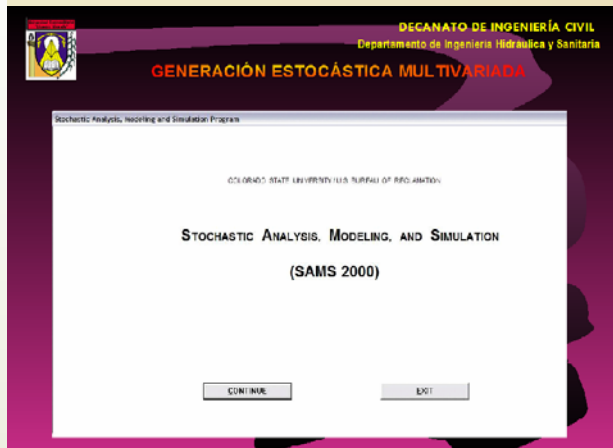 DECANATO DE INGENIERÍA CIVIL
Departamento de Ingeniería Hidráulica y Sanitaria
GENERACIÓN ESTOCÁSTICA MULTIVARIADA
Stochastic Analysis, Modeling and Simulation Program
COLORADO STATE UNIVERSITY/U.S. BUREAU OF RECLAMATION
STOCHASTIC ANALYSIS, MODELING, AND SIMULATION
(SAMS 2000)
CONTINUE
EXIT